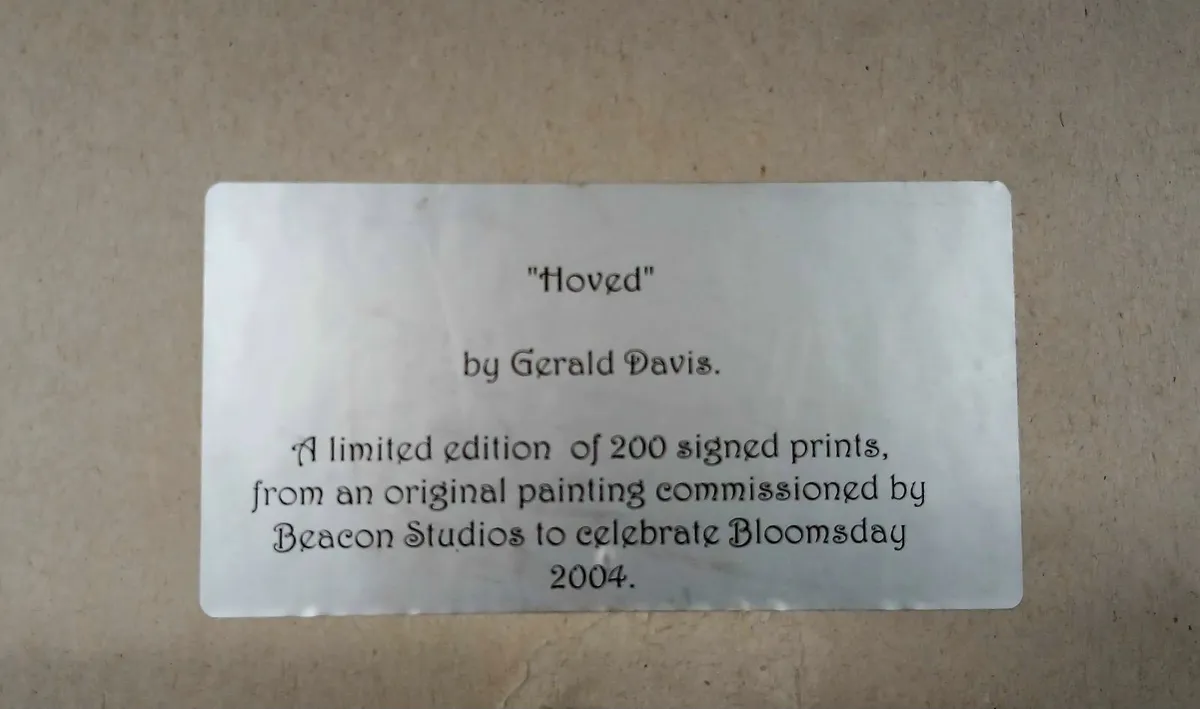 "Hoved"
by Gerald Davis.
A limited edition of 200 signed prints,
from an original painting commissioned by
Beacon Studios to celebrate Bloomsday
2004.